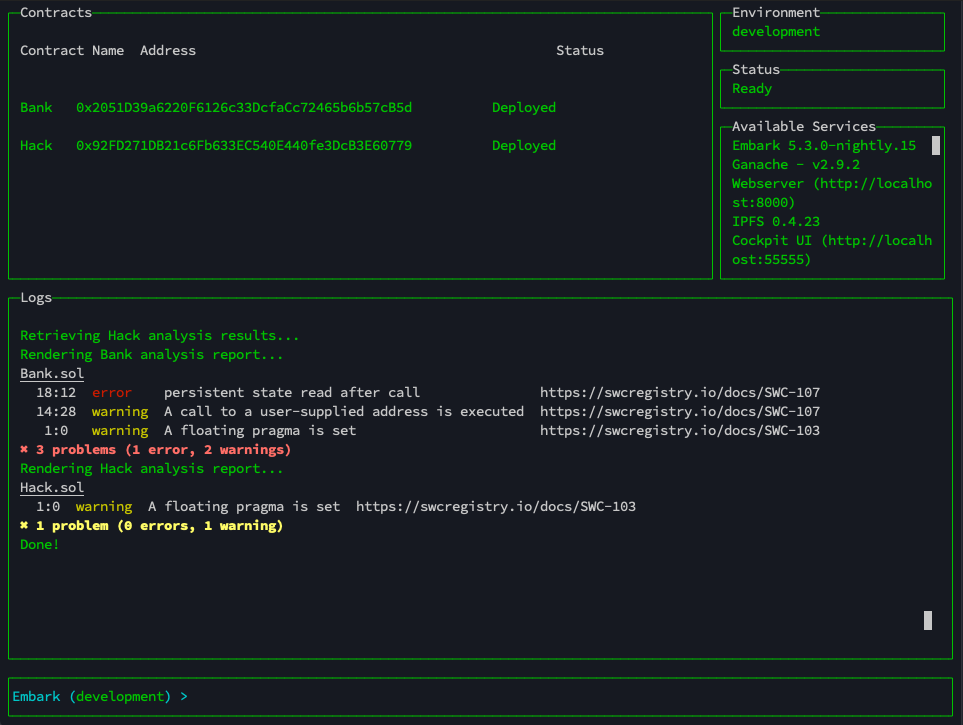 Contracts
Contract Name Address Status
Bank 0x2051D39a6220F6126c33DcfaCc72465b6b57cB5d Deployed
Hack 0x92FD271DB21c6Fb633EC540E440fe3DcB3E60779 Deployed
Environment
development
Status
Ready
Available Services
Embark 5.3.0-nightly.15
Ganache - v2.9.2
Webserver (http://localho
st:8000)
IPFS 0.4.23
Cockpit UI (http://localh
ost:55555)
Logs
Retrieving Hack analysis results...
Rendering Bank analysis report...
Bank.sol
18:12 error persistent state read after call https://swcregistry.io/docs/SWC-107
14:28 warning A call to a user-supplied address is executed https://swcregistry.io/docs/SWC-107
1:0 warning A floating pragma is set https://swcregistry.io/docs/SWC-103
✖ 3 problems (1 error, 2 warnings)
Rendering Hack analysis report...
Hack.sol
1:0 warning A floating pragma is set https://swcregistry.io/docs/SWC-103
✖ 1 problem (0 errors, 1 warning)
Done!
Embark (development) >